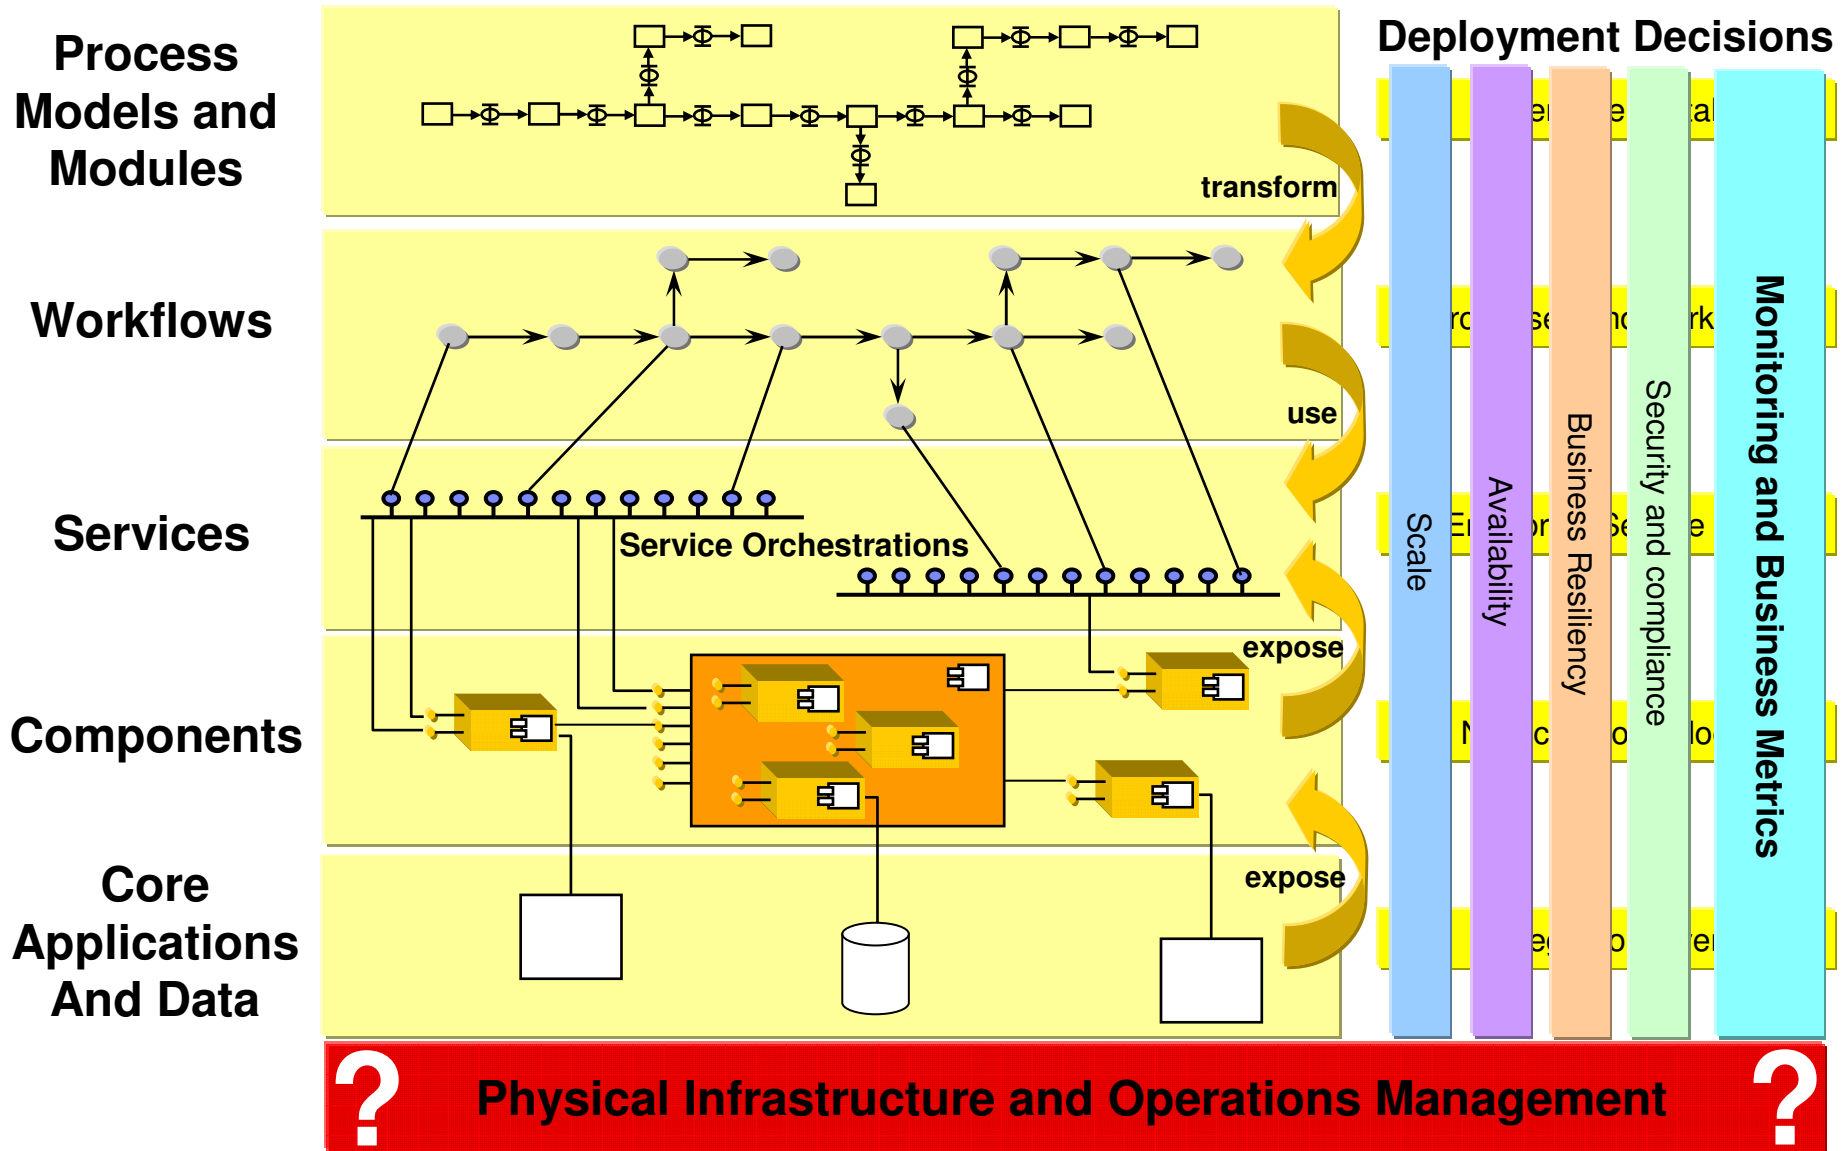 Process
Models and
Modules
Deployment Decisions
transform
Workflows
use
Services
Service Orchestrations
expose
Components
Core
Applications
And Data
expose
Scale
Availability
Business Resiliency
Security and compliance
Monitoring and Business Metrics
? Physical Infrastructure and Operations Management ?